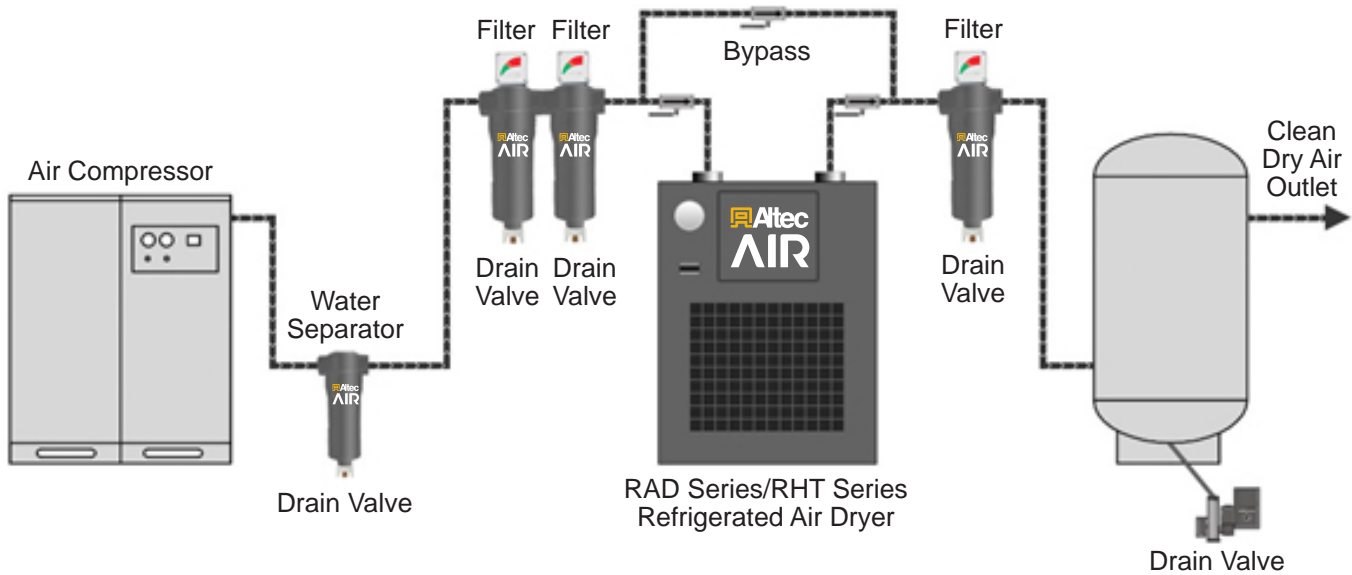 Filter Filter
Bypass
Filter
Altec
AIR
Altec
AIR
Altec
AIR
Clean
Dry Air
Outlet
Air Compressor
Altec
AIR
Drain Drain
Valve Valve
Drain
Valve
Water
Separator
Altec
AIR
Drain Valve
RAD Series/RHT Series
Refrigerated Air Dryer
Drain Valve